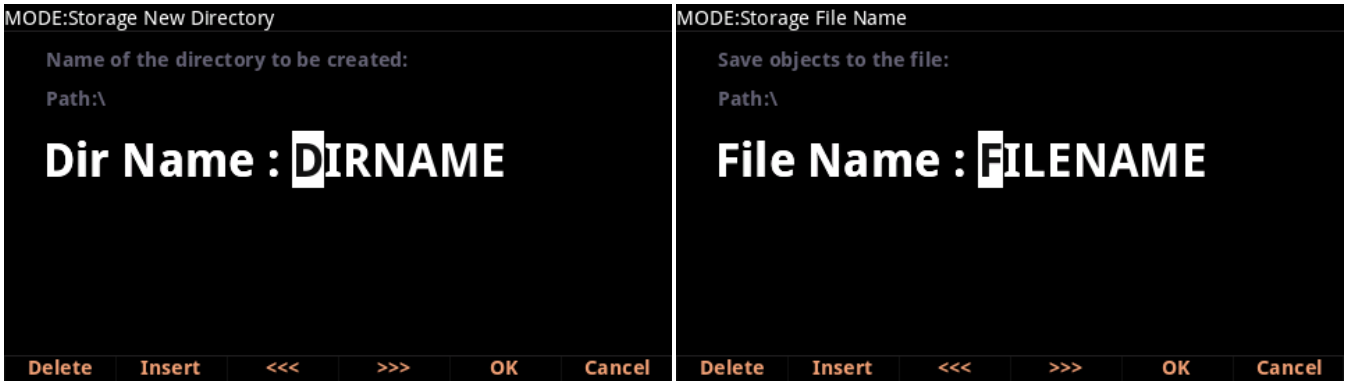 MODE:Storage New Directory
Name of the directory to be created:
Path:\
Dir Name : DIRNAME
Delete Insert <<< >>> OK Cancel
MODE:Storage File Name
Save objects to the file:
Path:\
File Name : FILENAME
Delete Insert <<< >>> OK Cancel